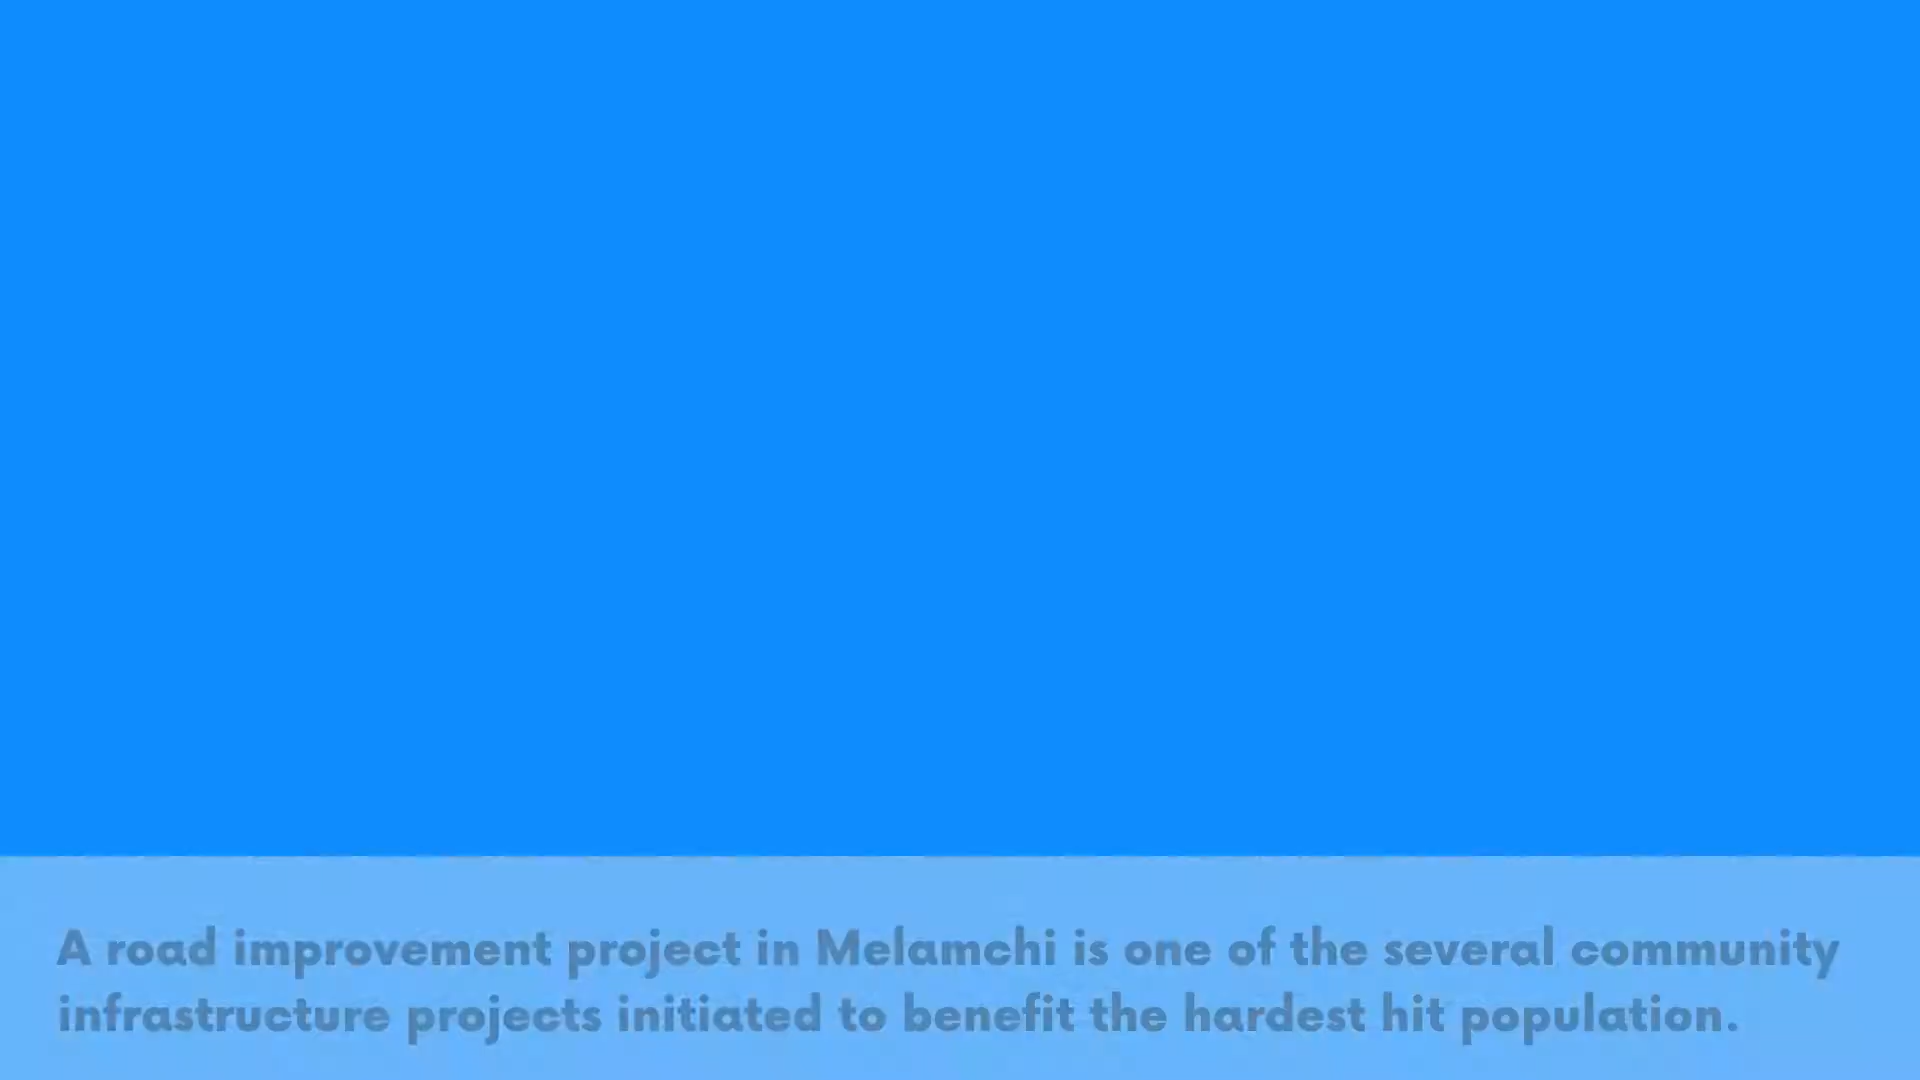 A road improvement project in Melamchi is one of the several community
infrastructure projects initiated to benefit the hardest hit population.